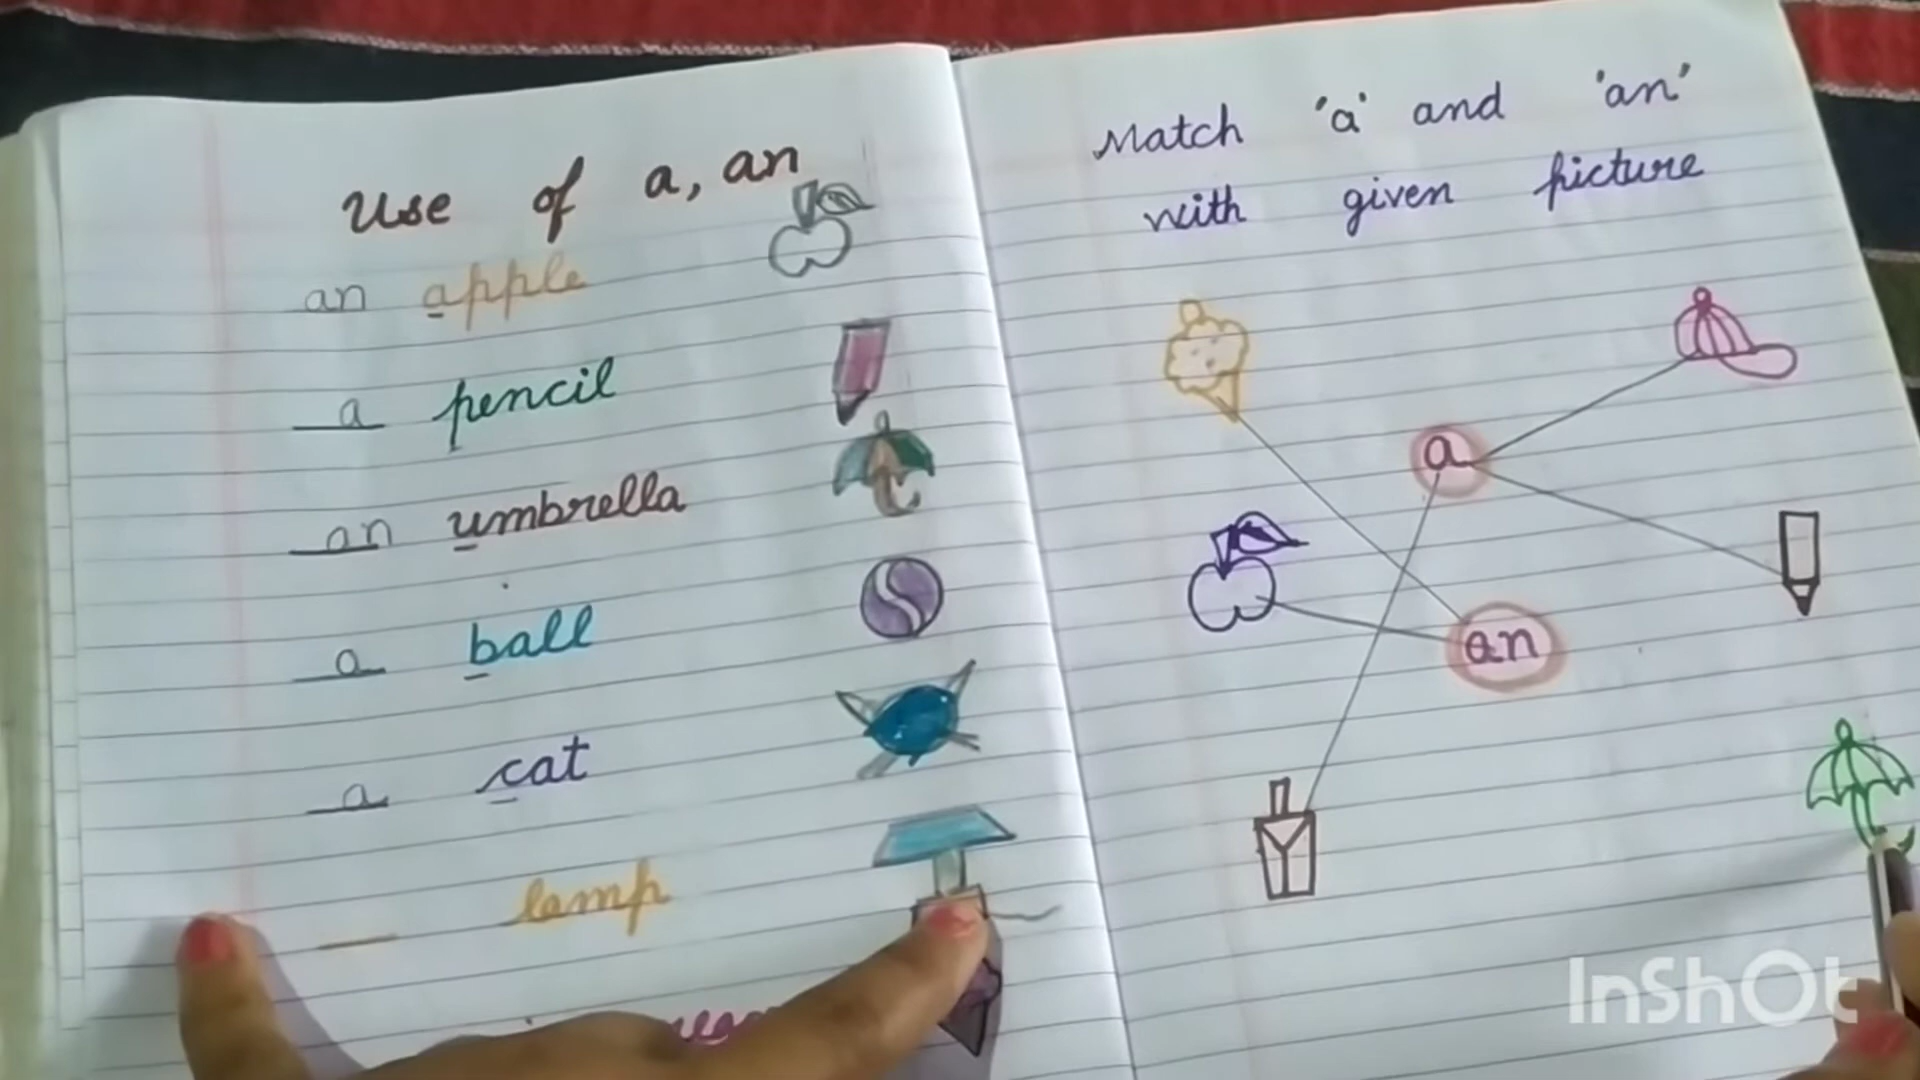 Use of a, an
an apple
a pencil
an umbrella
a ball
a cat
lamp
Match 'a' and 'an'
with given picture
a
an
InShOt